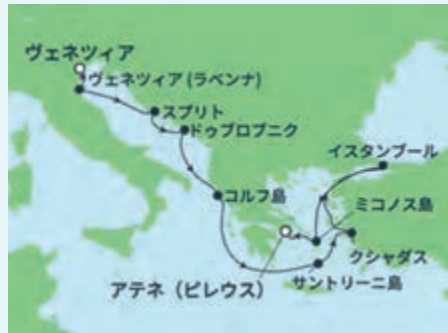 ヴェネツィア
ヴェネツィア(ラベンナ)
スプリト
ドゥブロブニク
イスタンブール
コルフ島
ミコノス島
クシャダス
アテネ（ピレウス）
サントリーニ島